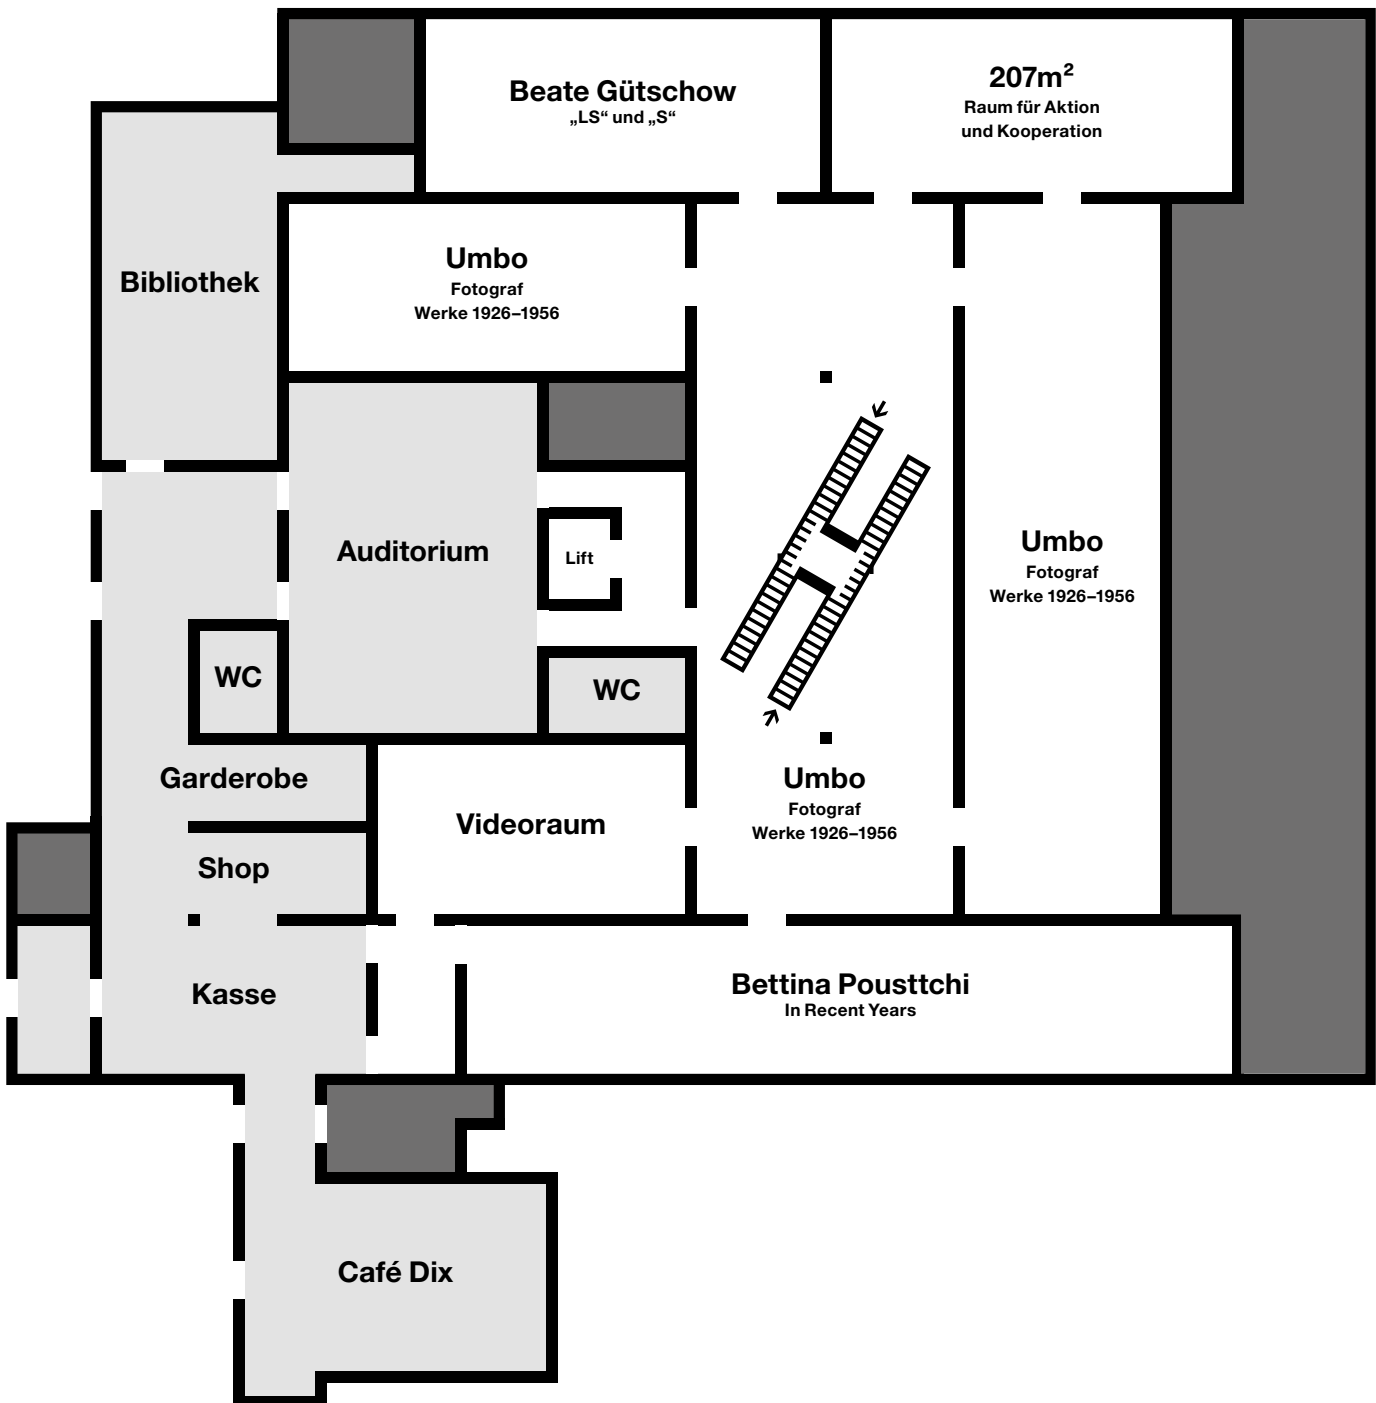 Beate Gütschow
„LS“ und „S“
207m²
Raum für Aktion
und Kooperation
Bibliothek
Umbo
Fotograf
Werke 1926–1956
Auditorium
Lift
Umbo
Fotograf
Werke 1926–1956
WC
WC
Garderobe
Videoraum
Umbo
Fotograf
Werke 1926–1956
Shop
Kasse
Bettina Pousttchi
In Recent Years
Café Dix